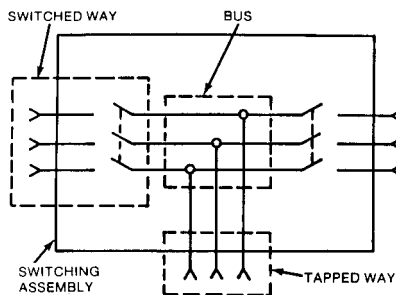 SWITCHED WAY
BUS
SWITCHING
ASSEMBLY
TAPPED WAY